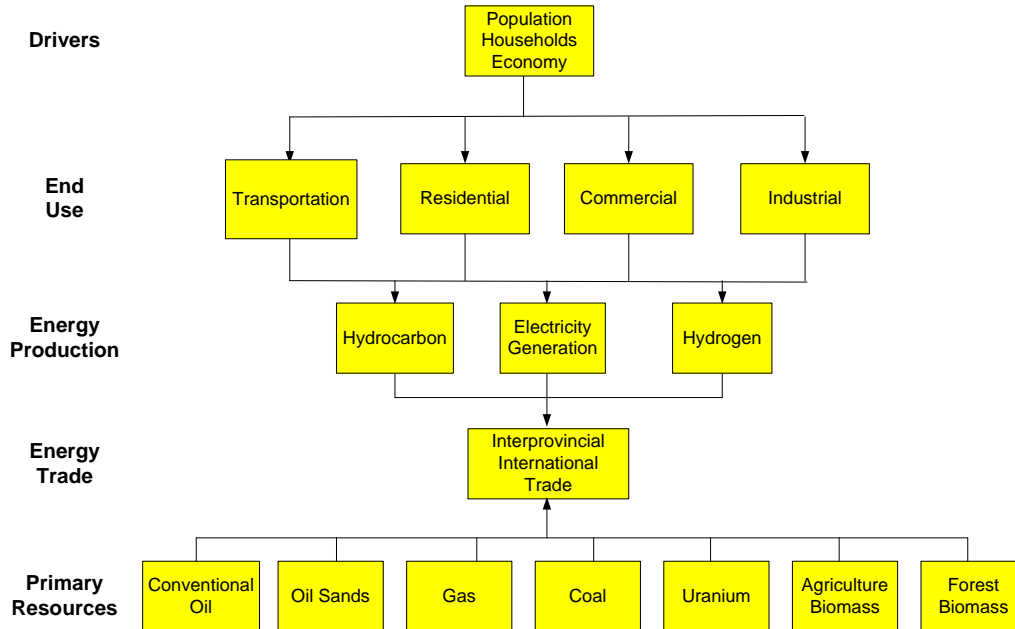 Drivers
Population
Households
Economy
End
Use
Transportation
Residential
Commercial
Industrial
Energy
Production
Hydrocarbon
Electricity
Generation
Hydrogen
Energy
Trade
Interprovincial
International
Trade
Primary
Resources
Conventional
Oil
Oil Sands
Gas
Coal
Uranium
Agriculture
Biomass
Forest
Biomass